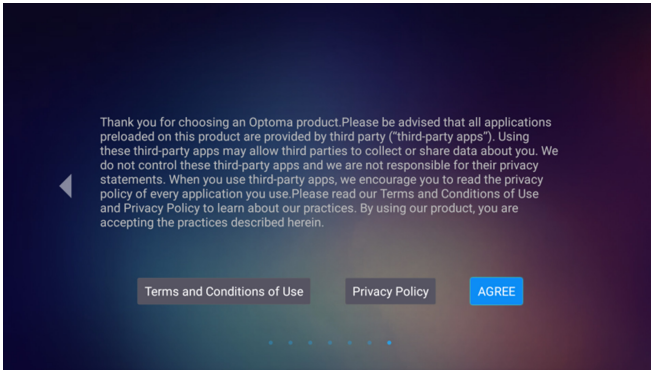 Thank you for choosing an Optoma product.Please be advised that all applications
preloaded on this product are provided by third party (“third-party apps”). Using
these third-party apps may allow third parties to collect or share data about you. We
do not control these third-party apps and we are not responsible for their privacy
statements. When you use third-party apps, we encourage you to read the privacy
policy of every application you use.Please read our Terms and Conditions of Use
and Privacy Policy to learn about our practices. By using our product, you are
accepting the practices described herein.
Terms and Conditions of Use
Privacy Policy
AGREE